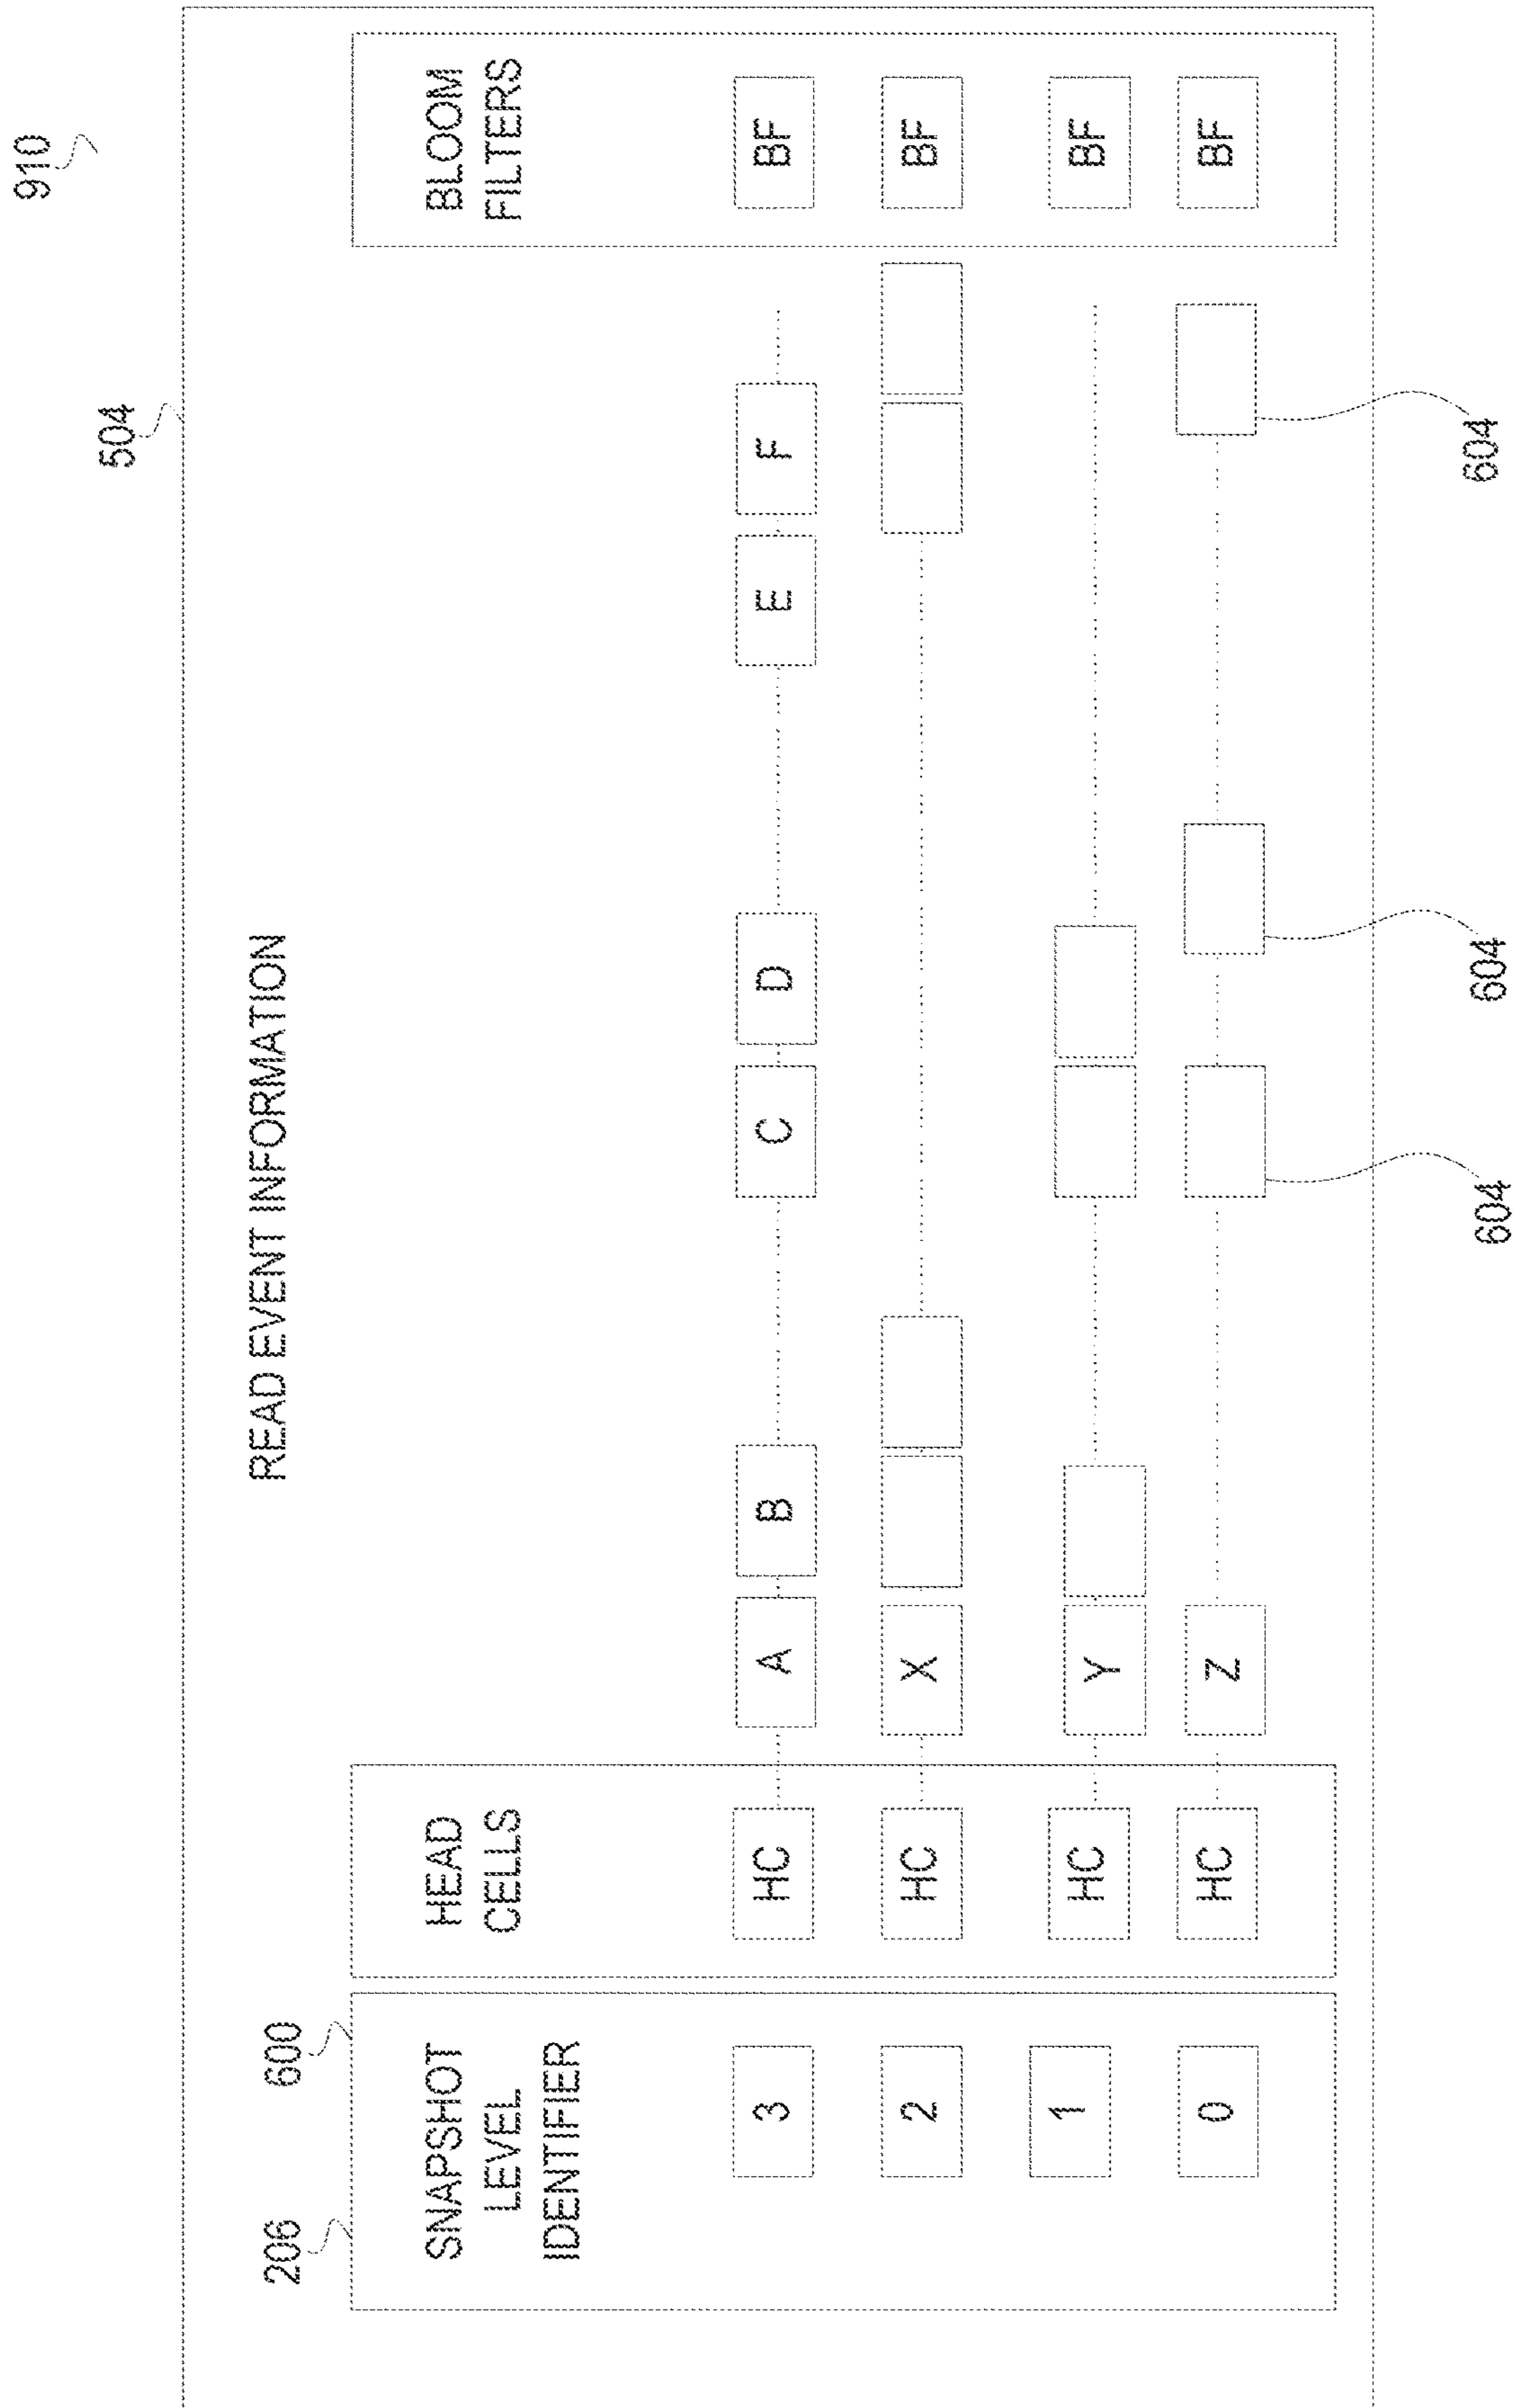 910
504
READ EVENT INFORMATION
206
600
SNAPSHOT
LEVEL
IDENTIFIER
HEAD
CELLS
BLOOM
FILTERS
3 HC A B C D E F BF
2 HC X BF
1 HC Y BF
0 HC Z BF
604 604 604